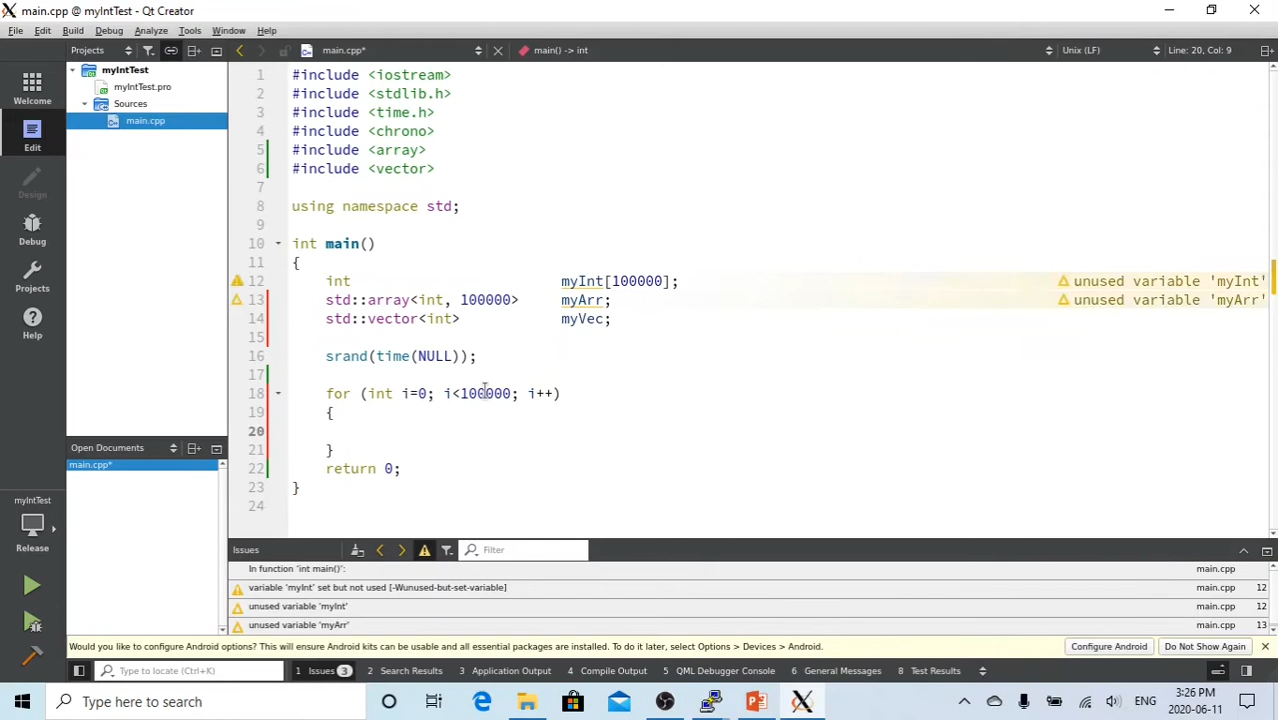 main.cpp @ myIntTest - Qt Creator
File Edit Build Debug Analyze Tools Window Help
Projects main.cpp* main() -> int Unix (LF) Line: 20, Col: 9
Welcome
Edit
Design
Debug
Projects
Help
myIntTest
Release
myIntTest
myIntTest.pro
Sources
main.cpp
Open Documents
main.cpp*
1 #include <iostream>
2 #include <stdlib.h>
3 #include <time.h>
4 #include <chrono>
5 #include <array>
6 #include <vector>
7
8 using namespace std;
9
10 int main()
11 {
12 int myInt[100000]; unused variable 'myInt'
13 std::array<int, 100000> myArr; unused variable 'myArr'
14 std::vector<int> myVec;
15
16 srand(time(NULL));
17
18 for (int i=0; i<100000; i++)
19 {
20
21 }
22 return 0;
23 }
24
Issues Filter
In function 'int main()': main.cpp
variable 'myInt' set but not used [-Wunused-but-set-variable] main.cpp 12
unused variable 'myInt' main.cpp 12
unused variable 'myArr' main.cpp 13
Would you like to configure Android options? This will ensure Android kits can be usable and all essential packages are installed. To do it later, select Options > Devices > Android. Configure Android Do Not Show Again
Type to locate (Ctrl+K) 1 Issues 3 2 Search Results 3 Application Output 4 Compile Output 5 QML Debugger Console 6 General Messages 8 Test Results
Type here to search ENG 3:26 PM
2020-06-11